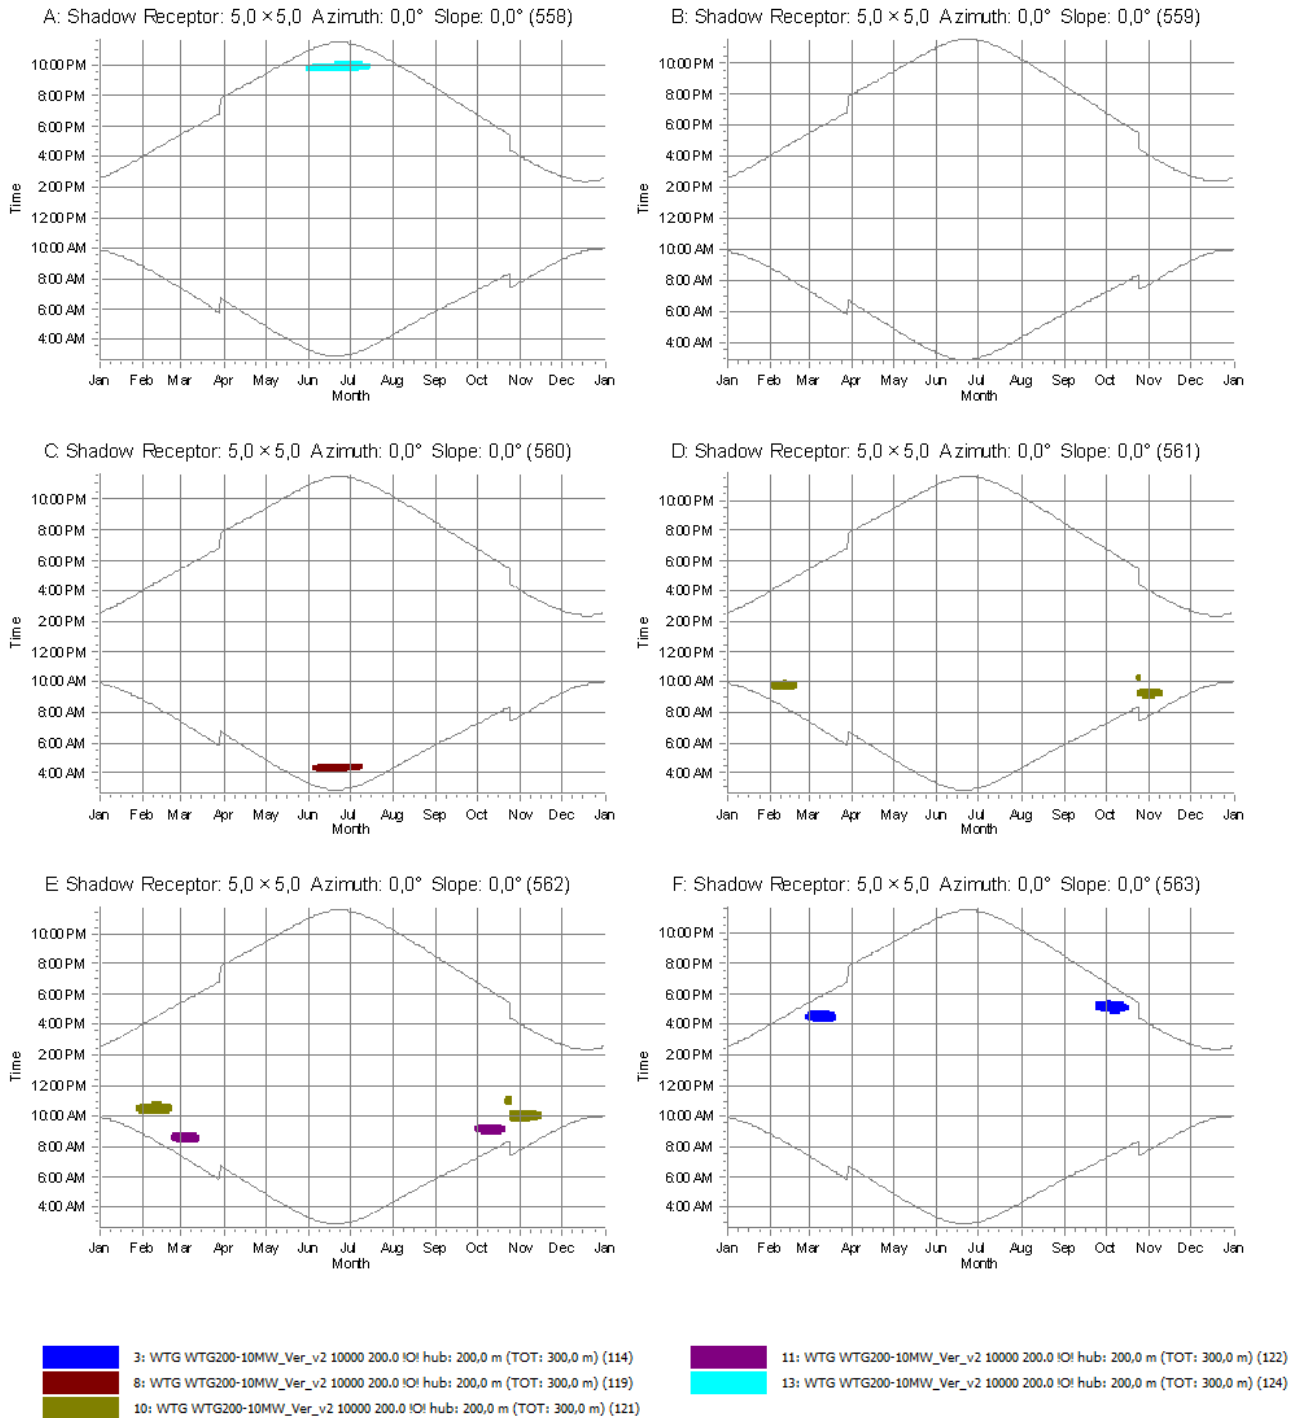 A: Shadow Receptor: 5,0 × 5,0 Azimuth: 0,0° Slope: 0,0° (558)
10:00 PM
8:00 PM
6:00 PM
4:00 PM
2:00 PM
12:00 PM
10:00 AM
8:00 AM
6:00 AM
4:00 AM
Time
Jan Feb Mar Apr May Jun Jul Aug Sep Oct Nov Dec Jan
Month
B: Shadow Receptor: 5,0 × 5,0 Azimuth: 0,0° Slope: 0,0° (559)
10:00 PM
8:00 PM
6:00 PM
4:00 PM
2:00 PM
12:00 PM
10:00 AM
8:00 AM
6:00 AM
4:00 AM
Time
Jan Feb Mar Apr May Jun Jul Aug Sep Oct Nov Dec Jan
Month
C: Shadow Receptor: 5,0 × 5,0 Azimuth: 0,0° Slope: 0,0° (560)
10:00 PM
8:00 PM
6:00 PM
4:00 PM
2:00 PM
12:00 PM
10:00 AM
8:00 AM
6:00 AM
4:00 AM
Time
Jan Feb Mar Apr May Jun Jul Aug Sep Oct Nov Dec Jan
Month
D: Shadow Receptor: 5,0 × 5,0 Azimuth: 0,0° Slope: 0,0° (561)
10:00 PM
8:00 PM
6:00 PM
4:00 PM
2:00 PM
12:00 PM
10:00 AM
8:00 AM
6:00 AM
4:00 AM
Time
Jan Feb Mar Apr May Jun Jul Aug Sep Oct Nov Dec Jan
Month
E: Shadow Receptor: 5,0 × 5,0 Azimuth: 0,0° Slope: 0,0° (562)
10:00 PM
8:00 PM
6:00 PM
4:00 PM
2:00 PM
12:00 PM
10:00 AM
8:00 AM
6:00 AM
4:00 AM
Time
Jan Feb Mar Apr May Jun Jul Aug Sep Oct Nov Dec Jan
Month
F: Shadow Receptor: 5,0 × 5,0 Azimuth: 0,0° Slope: 0,0° (563)
10:00 PM
8:00 PM
6:00 PM
4:00 PM
2:00 PM
12:00 PM
10:00 AM
8:00 AM
6:00 AM
4:00 AM
Time
Jan Feb Mar Apr May Jun Jul Aug Sep Oct Nov Dec Jan
Month
3: WTG WTG200-10MW_Ver_v2 10000 200.0 !O! hub: 200,0 m (TOT: 300,0 m) (114)
8: WTG WTG200-10MW_Ver_v2 10000 200.0 !O! hub: 200,0 m (TOT: 300,0 m) (119)
10: WTG WTG200-10MW_Ver_v2 10000 200.0 !O! hub: 200,0 m (TOT: 300,0 m) (121)
11: WTG WTG200-10MW_Ver_v2 10000 200.0 !O! hub: 200,0 m (TOT: 300,0 m) (122)
13: WTG WTG200-10MW_Ver_v2 10000 200.0 !O! hub: 200,0 m (TOT: 300,0 m) (124)